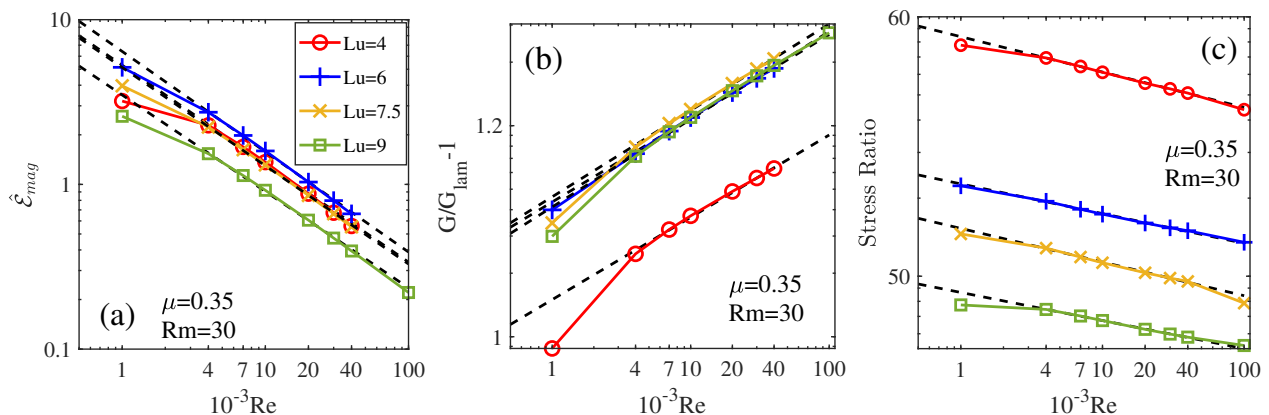 10
1
0.1
Lu=4
Lu=6
Lu=7.5
Lu=9
(a)
μ=0.35
Rm=30
1
4
7
10
20
40
100
10⁻³Re
𝓔̂mag
(b)
1.2
1
μ=0.35
Rm=30
1
4
7
10
20
40
100
10⁻³Re
G/Glam-1
60
50
(c)
μ=0.35
Rm=30
1
4
7
10
20
40
100
10⁻³Re
Stress Ratio